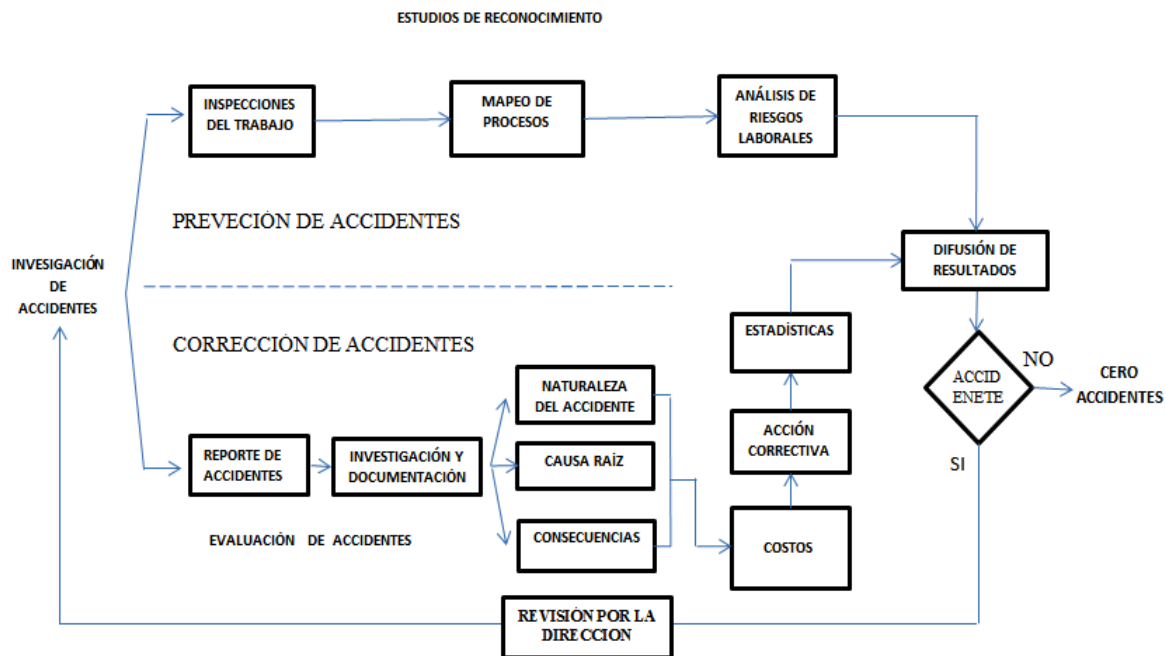 ESTUDIOS DE RECONOCIMIENTO
INSPECCIONES
DEL TRABAJO
MAPEO DE
PROCESOS
ANÁLISIS DE
RIESGOS
LABORALES
PREVECIÓN DE ACCIDENTES
INVESIGACIÓN
DE
ACCIDENTES
DIFUSIÓN DE
RESULTADOS
CORRECCIÓN DE ACCIDENTES
ESTADÍSTICAS
ACCID
ENETE
NO
CERO
ACCIDENTES
SI
NATURALEZA
DEL ACCIDENTE
ACCIÓN
CORRECTIVA
REPORTE DE
ACCIDENTES
INVESTIGACIÓN Y
DOCUMENTACIÓN
CAUSA RAÍZ
CONSECUENCIAS
COSTOS
EVALUACIÓN DE ACCIDENTES
REVISIÓN POR LA
DIRECCION